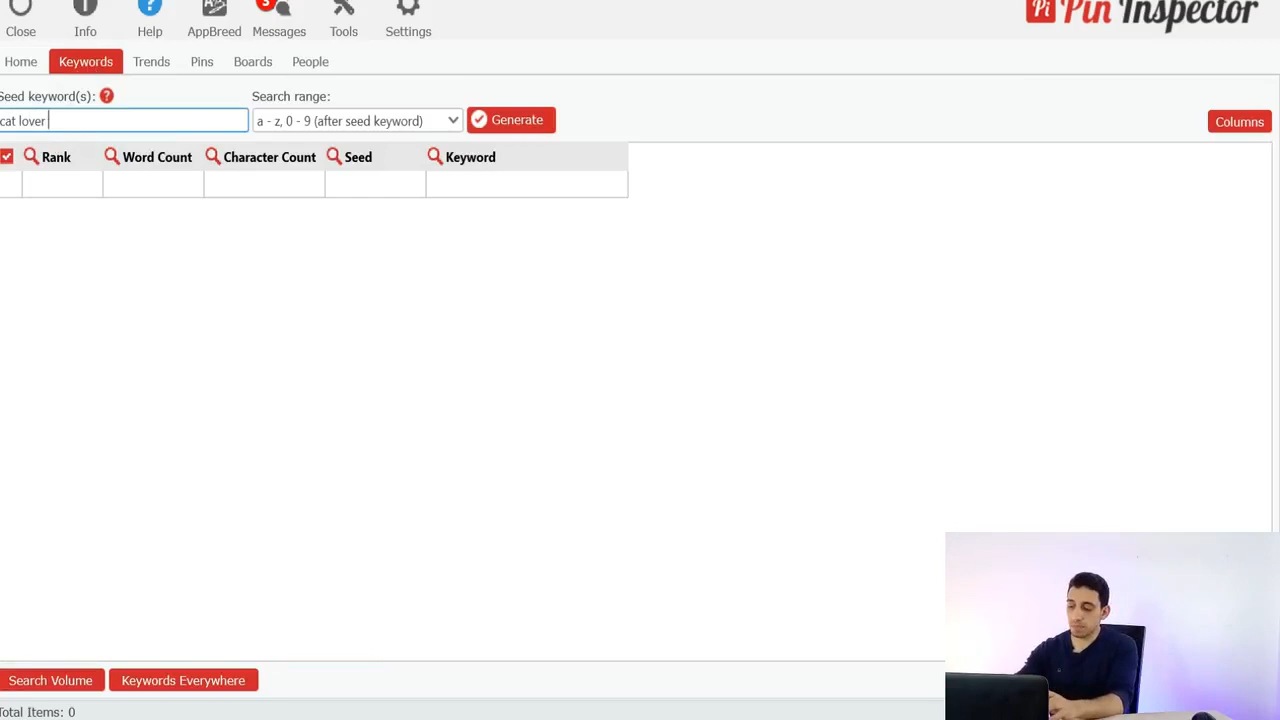 Close Info Help AppBreed Messages Tools Settings
Pi Pin Inspector
Home Keywords Trends Pins Boards People
Seed keyword(s): ? Search range:
cat lover a - z, 0 - 9 (after seed keyword) Generate
Columns
Rank Word Count Character Count Seed Keyword
Search Volume Keywords Everywhere
Total Items: 0